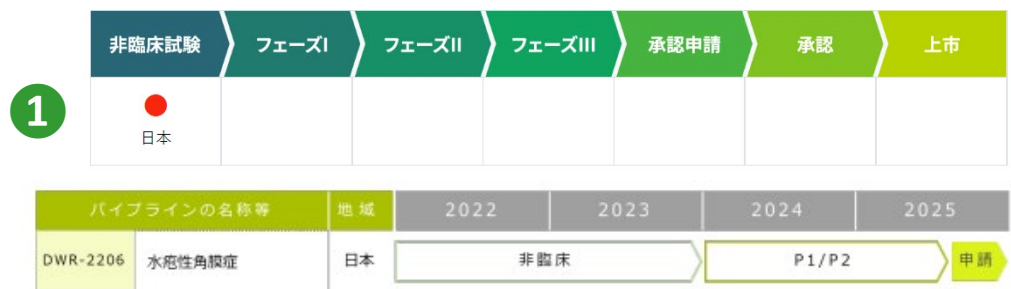 非臨床試験 フェーズI フェーズII フェーズIII 承認申請 承認 上市
1
日本
パイプラインの名称等 地域 2022 2023 2024 2025
DWR-2206 水疱性角膜症 日本 非臨床 P1/P2 申請